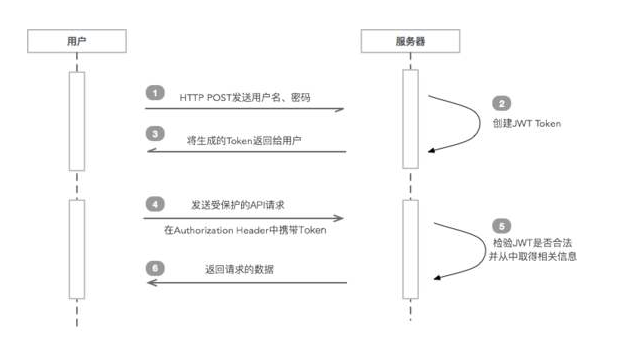 用户
服务器
1
HTTP POST发送用户名、密码
2
创建JWT Token
3
将生成的Token返回给用户
4
发送受保护的API请求
在Authorization Header中携带Token
5
检验JWT是否合法
并从中取得相关信息
6
返回请求的数据